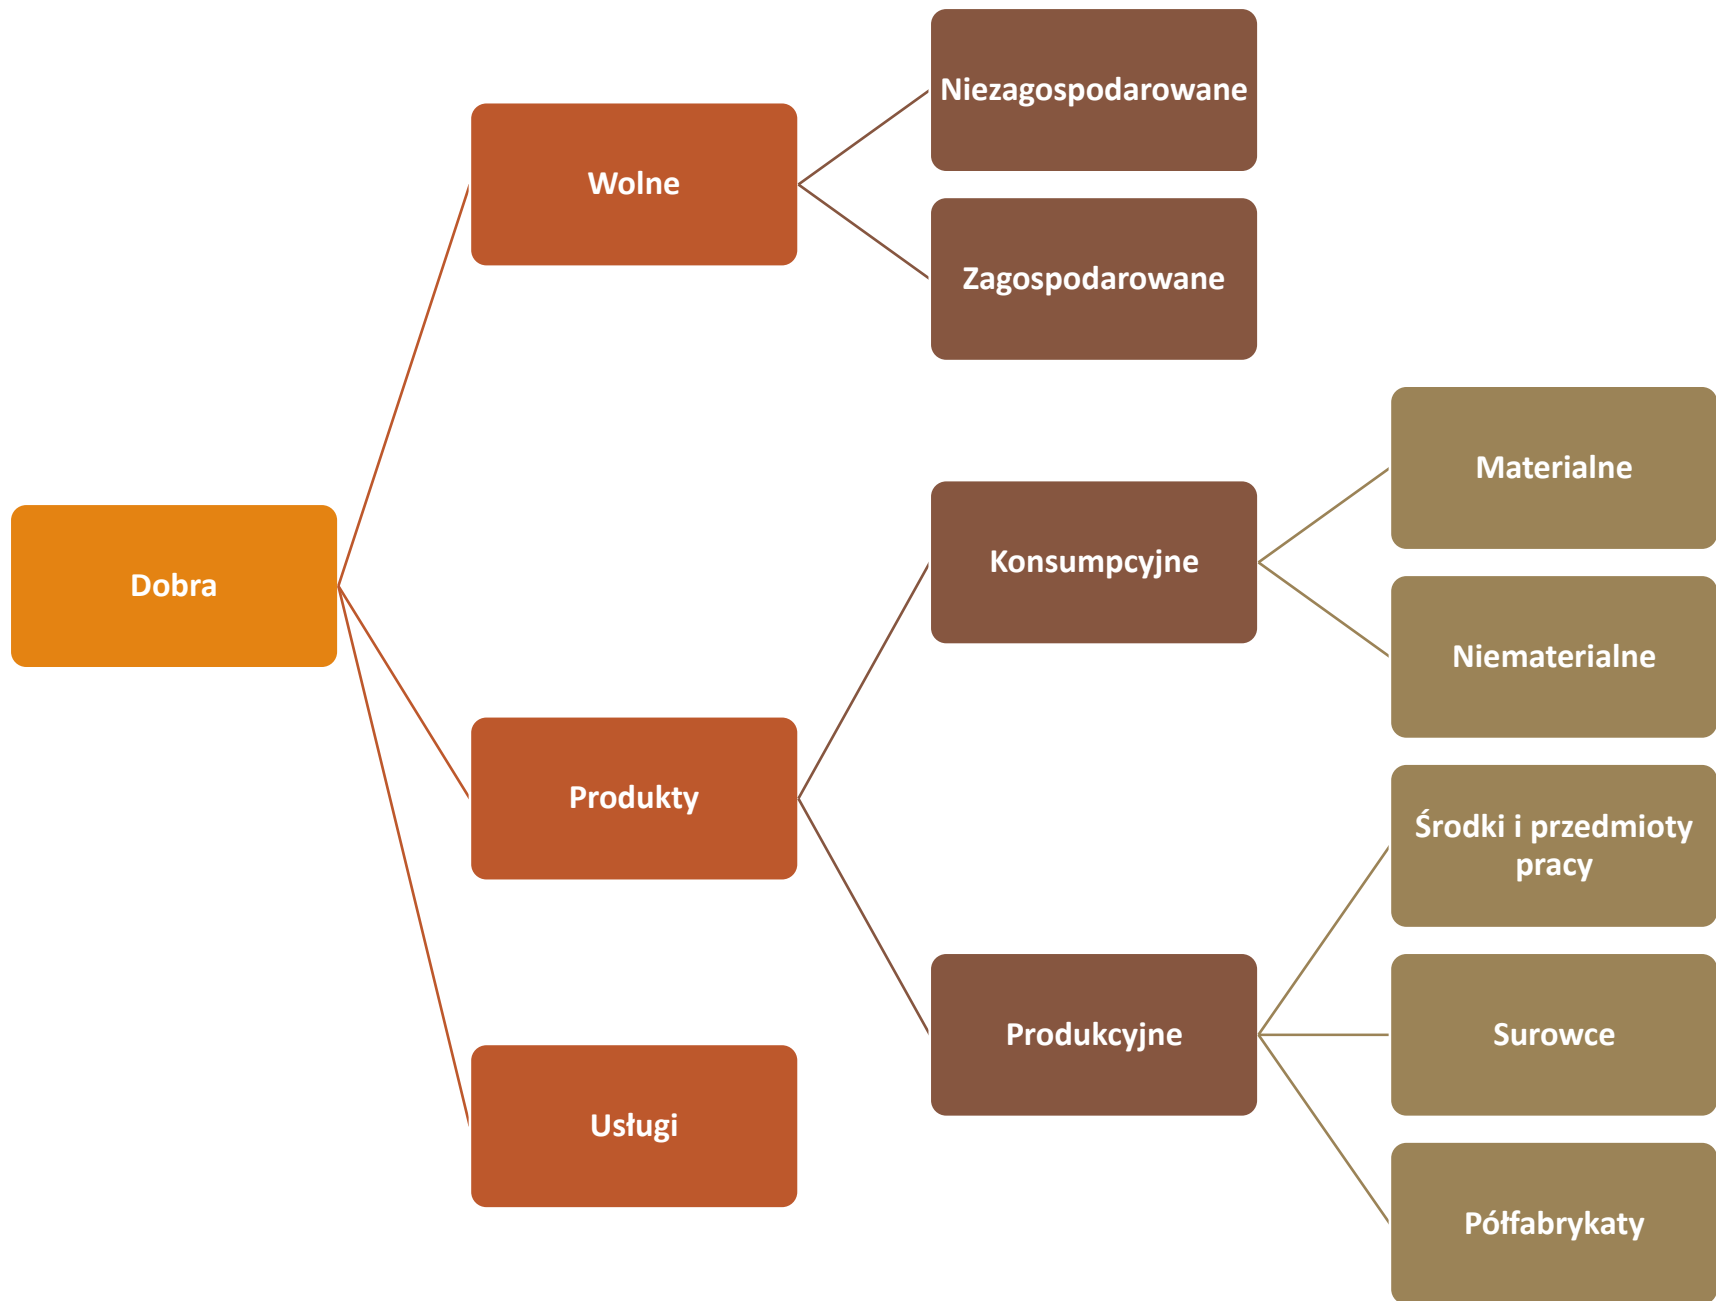 Dobra
Wolne
Niezagospodarowane
Zagospodarowane
Produkty
Konsumpcyjne
Materialne
Niematerialne
Produkcyjne
Środki i przedmioty
pracy
Surowce
Półfabrykaty
Usługi